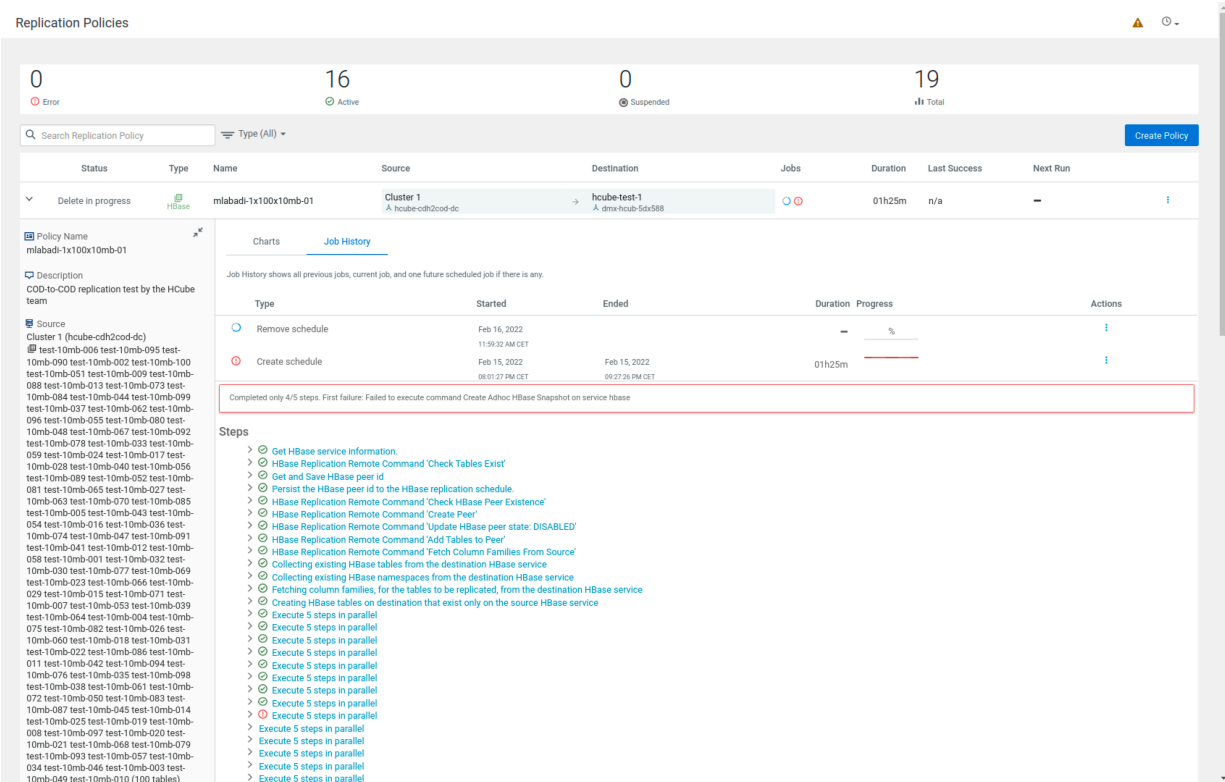 Replication Policies
0
Error
16
Active
0
Suspended
19
Total
Search Replication Policy
Type (All)
Create Policy
Status Type Name Source Destination Jobs Duration Last Success Next Run
Delete in progress HBase mlabadi-1x100x10mb-01 Cluster 1 hcube-test-1 01h25m n/a –
hcube-cdh2cod-dc → dmx-hcub-5dx588
Policy Name
mlabadi-1x100x10mb-01
Description
COD-to-COD replication test by the HCube
team
Source
Cluster 1 (hcube-cdh2cod-dc)
test-10mb-006 test-10mb-095 test-
10mb-090 test-10mb-002 test-10mb-100
test-10mb-051 test-10mb-009 test-10mb-
088 test-10mb-013 test-10mb-073 test-
10mb-084 test-10mb-044 test-10mb-099
test-10mb-037 test-10mb-062 test-10mb-
096 test-10mb-055 test-10mb-080 test-
10mb-048 test-10mb-067 test-10mb-092
test-10mb-078 test-10mb-033 test-10mb-
059 test-10mb-024 test-10mb-017 test-
10mb-028 test-10mb-040 test-10mb-056
test-10mb-089 test-10mb-052 test-10mb-
081 test-10mb-065 test-10mb-027 test-
10mb-063 test-10mb-070 test-10mb-085
test-10mb-005 test-10mb-043 test-10mb-
054 test-10mb-016 test-10mb-036 test-
10mb-074 test-10mb-047 test-10mb-091
test-10mb-041 test-10mb-012 test-10mb-
058 test-10mb-001 test-10mb-032 test-
10mb-030 test-10mb-077 test-10mb-069
test-10mb-023 test-10mb-066 test-10mb-
029 test-10mb-015 test-10mb-071 test-
10mb-007 test-10mb-053 test-10mb-039
test-10mb-064 test-10mb-004 test-10mb-
075 test-10mb-082 test-10mb-026 test-
10mb-060 test-10mb-018 test-10mb-031
test-10mb-022 test-10mb-086 test-10mb-
011 test-10mb-042 test-10mb-094 test-
10mb-076 test-10mb-035 test-10mb-098
test-10mb-038 test-10mb-061 test-10mb-
072 test-10mb-050 test-10mb-083 test-
10mb-087 test-10mb-045 test-10mb-014
test-10mb-025 test-10mb-019 test-10mb-
008 test-10mb-097 test-10mb-020 test-
10mb-021 test-10mb-068 test-10mb-079
test-10mb-093 test-10mb-057 test-10mb-
034 test-10mb-046 test-10mb-003 test-
10mb-049 test-10mb-010 (100 tables)
Charts Job History
Job History shows all previous jobs, current job, and one future scheduled job if there is any.
Type Started Ended Duration Progress Actions
Remove schedule Feb 16, 2022 – %
11:59:32 AM CET
Create schedule Feb 15, 2022 Feb 15, 2022 01h25m
08:01:27 PM CET 09:27:26 PM CET
Completed only 4/5 steps. First failure: Failed to execute command Create Adhoc HBase Snapshot on service hbase
Steps
Get HBase service information.
HBase Replication Remote Command 'Check Tables Exist'
Get and Save HBase peer id
Persist the HBase peer id to the HBase replication schedule.
HBase Replication Remote Command 'Check HBase Peer Existence'
HBase Replication Remote Command 'Create Peer'
HBase Replication Remote Command 'Update HBase peer state: DISABLED'
HBase Replication Remote Command 'Add Tables to Peer'
HBase Replication Remote Command 'Fetch Column Families From Source'
Collecting existing HBase tables from the destination HBase service
Collecting existing HBase namespaces from the destination HBase service
Fetching column families, for the tables to be replicated, from the destination HBase service
Creating HBase tables on destination that exist only on the source HBase service
Execute 5 steps in parallel
Execute 5 steps in parallel
Execute 5 steps in parallel
Execute 5 steps in parallel
Execute 5 steps in parallel
Execute 5 steps in parallel
Execute 5 steps in parallel
Execute 5 steps in parallel
Execute 5 steps in parallel
Execute 5 steps in parallel
Execute 5 steps in parallel
Execute 5 steps in parallel
Execute 5 steps in parallel
Execute 5 steps in parallel